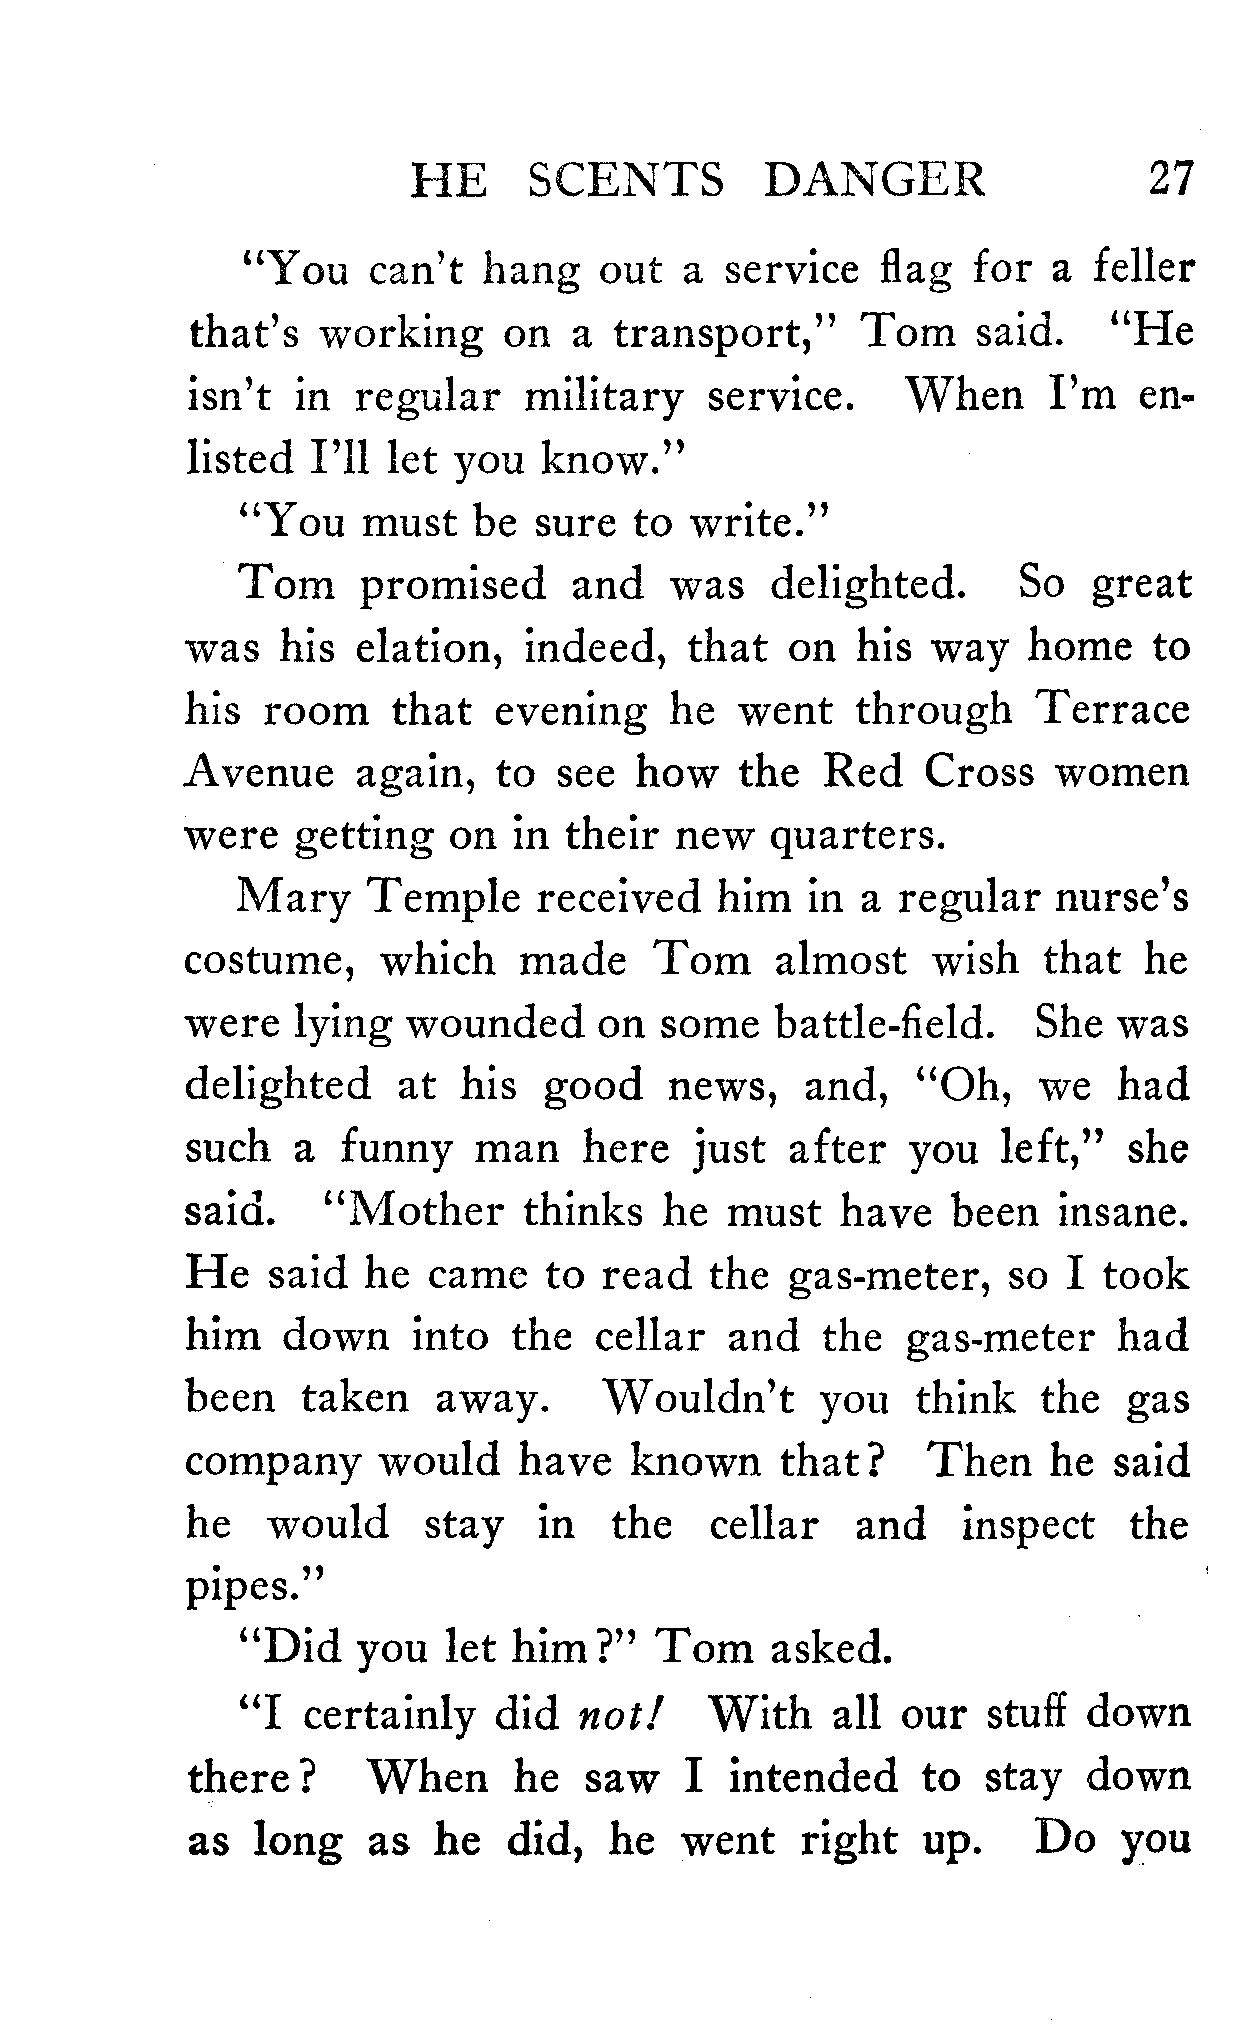 HE SCENTS DANGER 27
"You can't hang out a service flag for a feller
that's working on a transport," Tom said. "He
isn't in regular military service. When I'm en-
listed I'll let you know."
"You must be sure to write."
Tom promised and was delighted. So great
was his elation, indeed, that on his way home to
his room that evening he went through Terrace
Avenue again, to see how the Red Cross women
were getting on in their new quarters.
Mary Temple received him in a regular nurse's
costume, which made Tom almost wish that he
were lying wounded on some battle-field. She was
delighted at his good news, and, "Oh, we had
such a funny man here just after you left," she
said. "Mother thinks he must have been insane.
He said he came to read the gas-meter, so I took
him down into the cellar and the gas-meter had
been taken away. Wouldn't you think the gas
company would have known that? Then he said
he would stay in the cellar and inspect the
pipes."
"Did you let him?" Tom asked.
"I certainly did not! With all our stuff down
there? When he saw I intended to stay down
as long as he did, he went right up. Do you